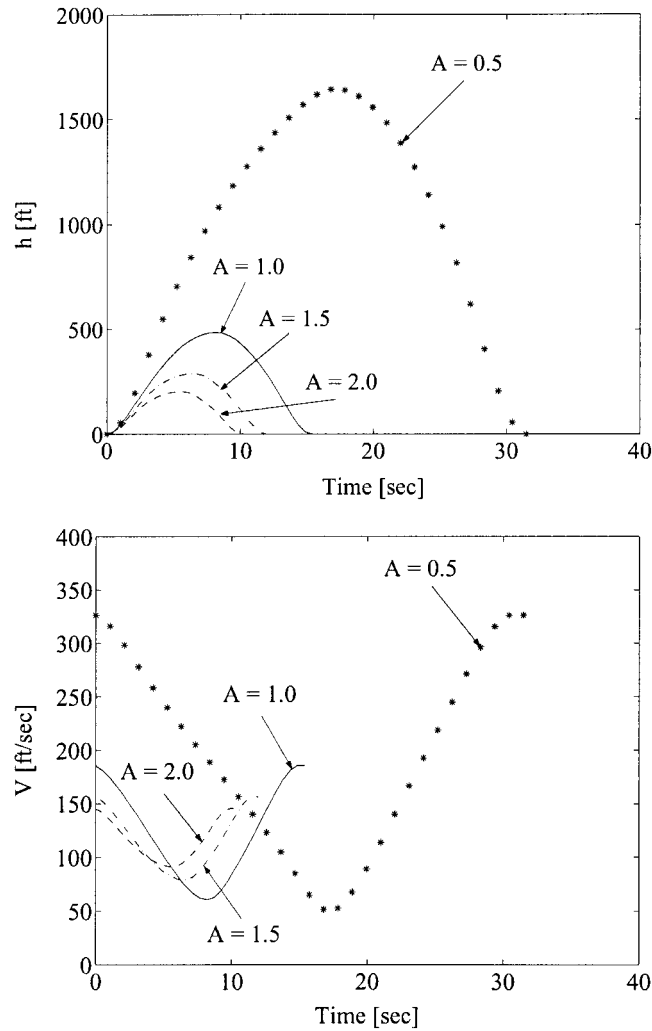 2000
A = 0.5
1500
h [ft]
1000
A = 1.0
A = 1.5
500
A = 2.0
0
0 10 20 30 40
Time [sec]
400
350
A = 0.5
300
250
V [ft/sec]
A = 1.0
200
A = 2.0
150
100
50
A = 1.5
0
0 10 20 30 40
Time [sec]